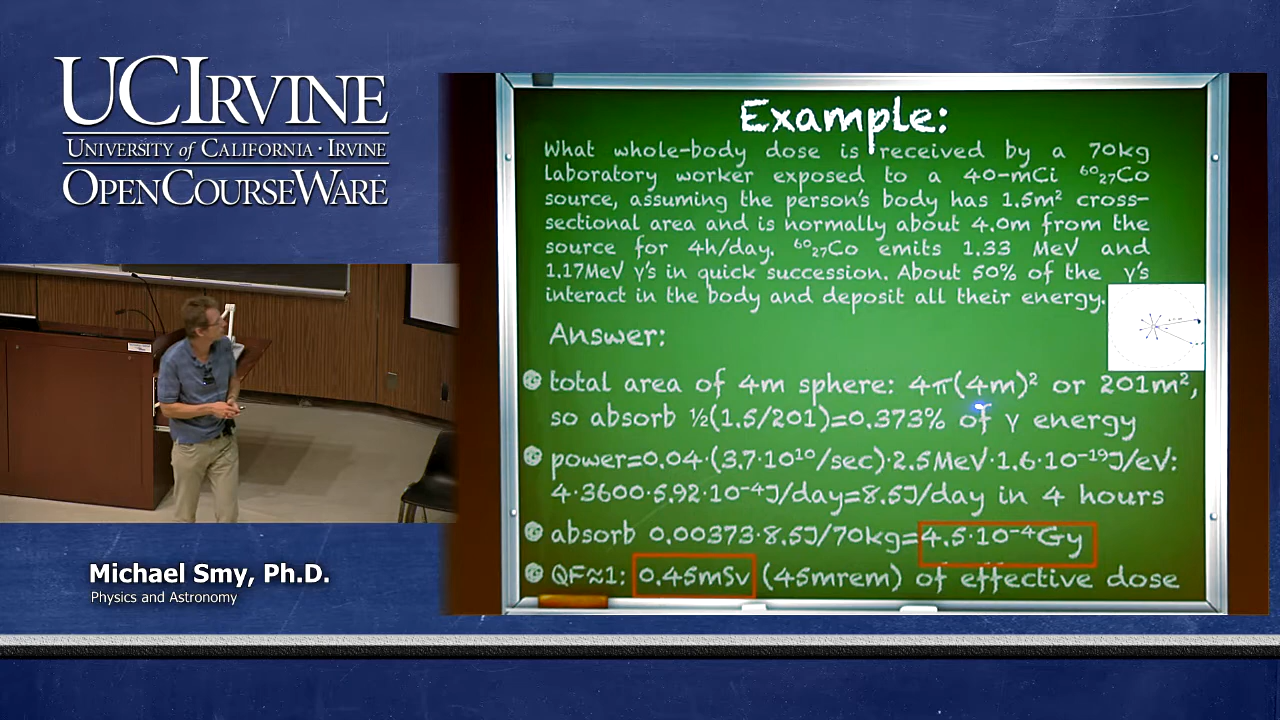 UCIRVINE
UNIVERSITY of CALIFORNIA · IRVINE
OPENCOURSEWARE
Example:
What whole-body dose is received by a 70kg
laboratory worker exposed to a 40-mCi ⁶⁰₂₇Co
source, assuming the person's body has 1.5m² cross-
sectional area and is normally about 4.0m from the
source for 4h/day. ⁶⁰₂₇Co emits 1.33 MeV and
1.17MeV γ's in quick succession. About 50% of the γ's
interact in the body and deposit all their energy.
Answer:
total area of 4m sphere: 4π(4m)² or 201m²,
so absorb ½(1.5/201)=0.373% of γ energy
power=0.04·(3.7·10¹⁰/sec)·2.5MeV·1.6·10⁻¹⁹J/eV:
4·3600·5.92·10⁻⁴J/day=8.5J/day in 4 hours
absorb 0.00373·8.5J/70kg=4.5·10⁻⁴Gy
QF≈1: 0.45mSv (45mrem) of effective dose
Michael Smy, Ph.D.
Physics and Astronomy